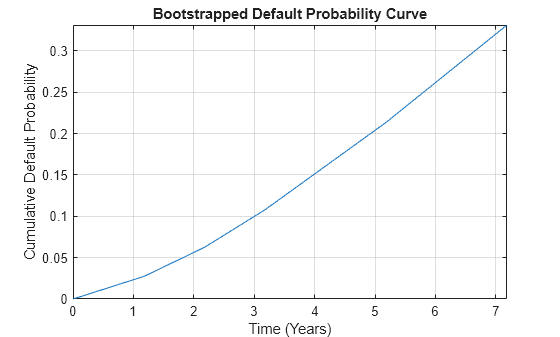 Bootstrapped Default Probability Curve
Cumulative Default Probability
0.3
0.25
0.2
0.15
0.1
0.05
0
0 1 2 3 4 5 6 7
Time (Years)